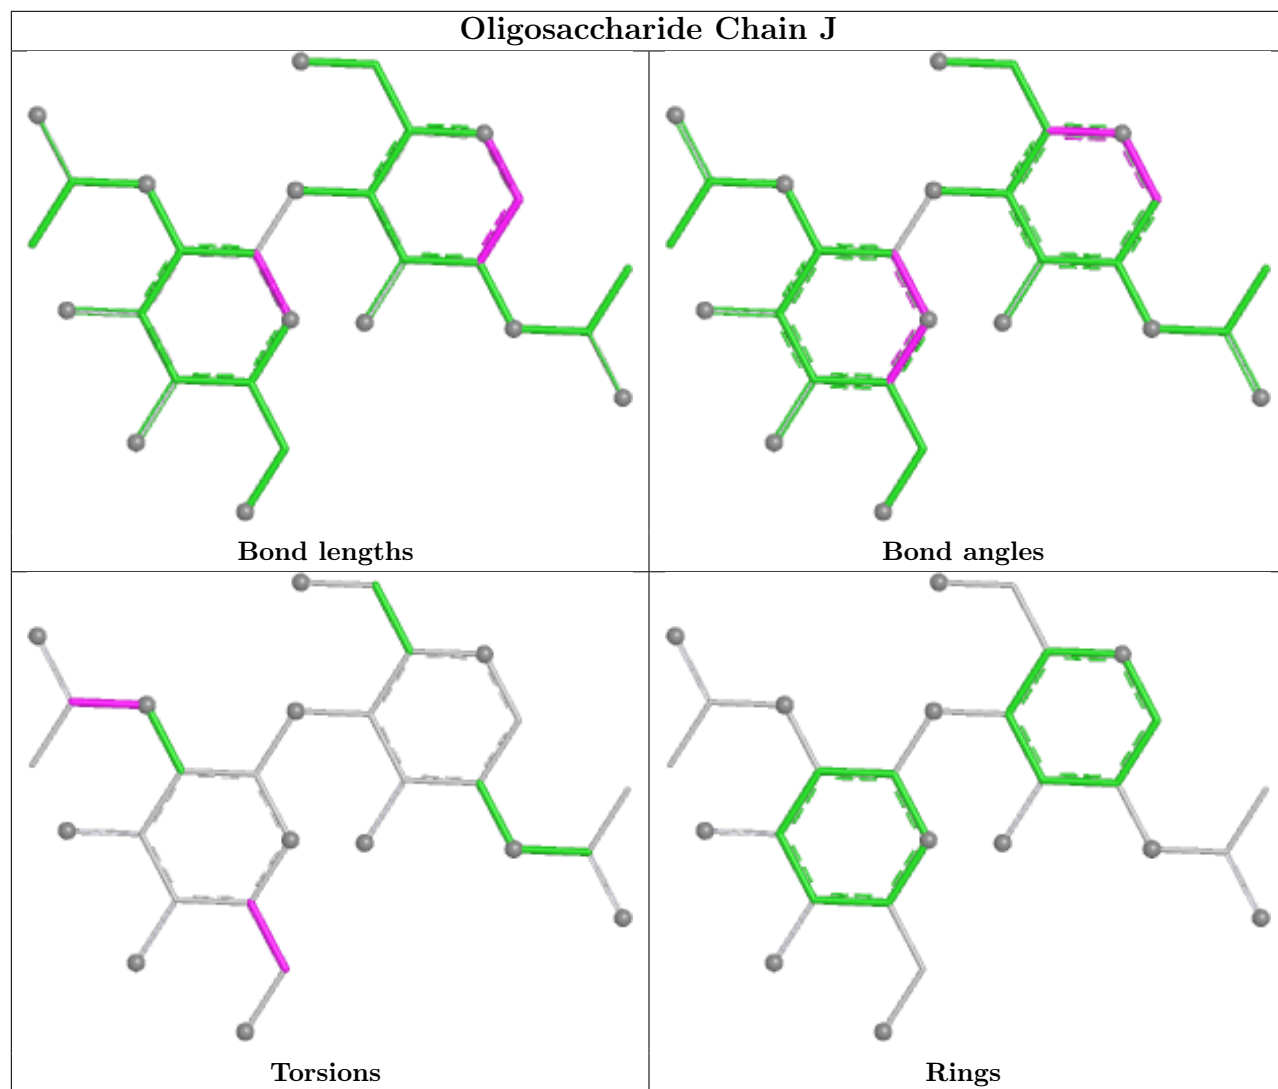 Oligosaccharide Chain J
Bond lengths
Bond angles
Torsions
Rings